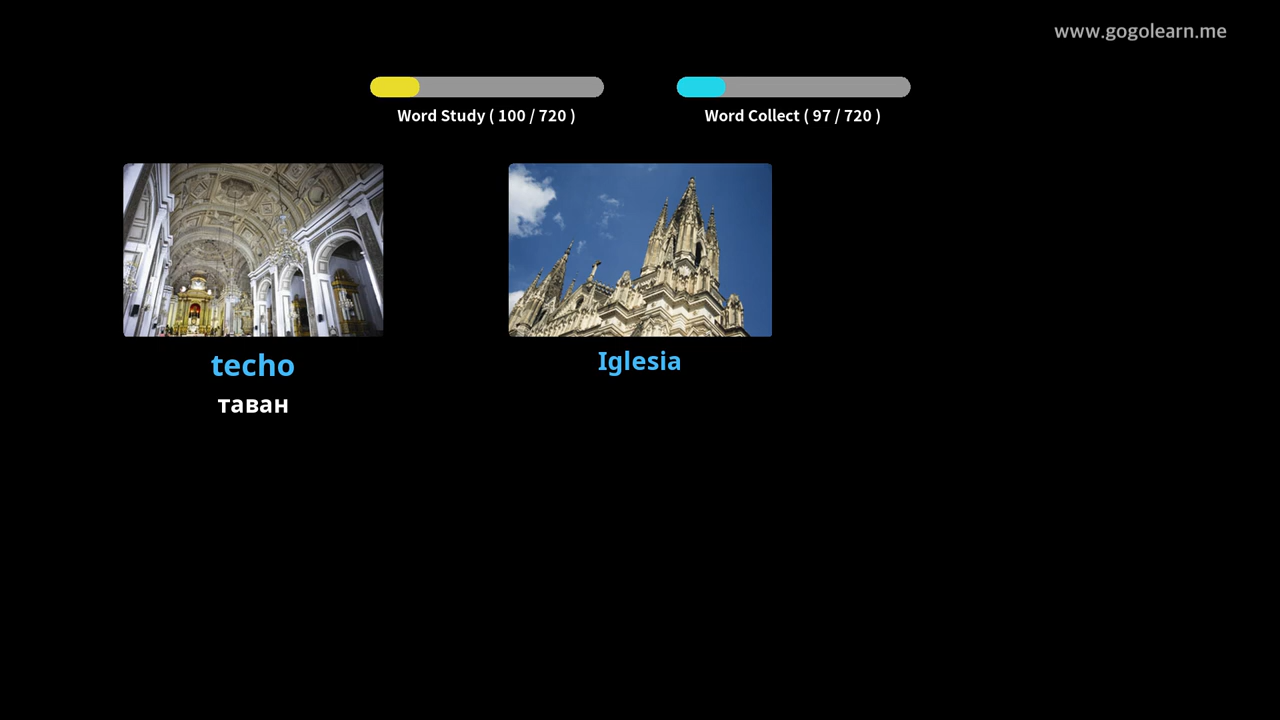 www.gogolearn.me
Word Study ( 100 / 720 )
Word Collect ( 97 / 720 )
techo
таван
Iglesia